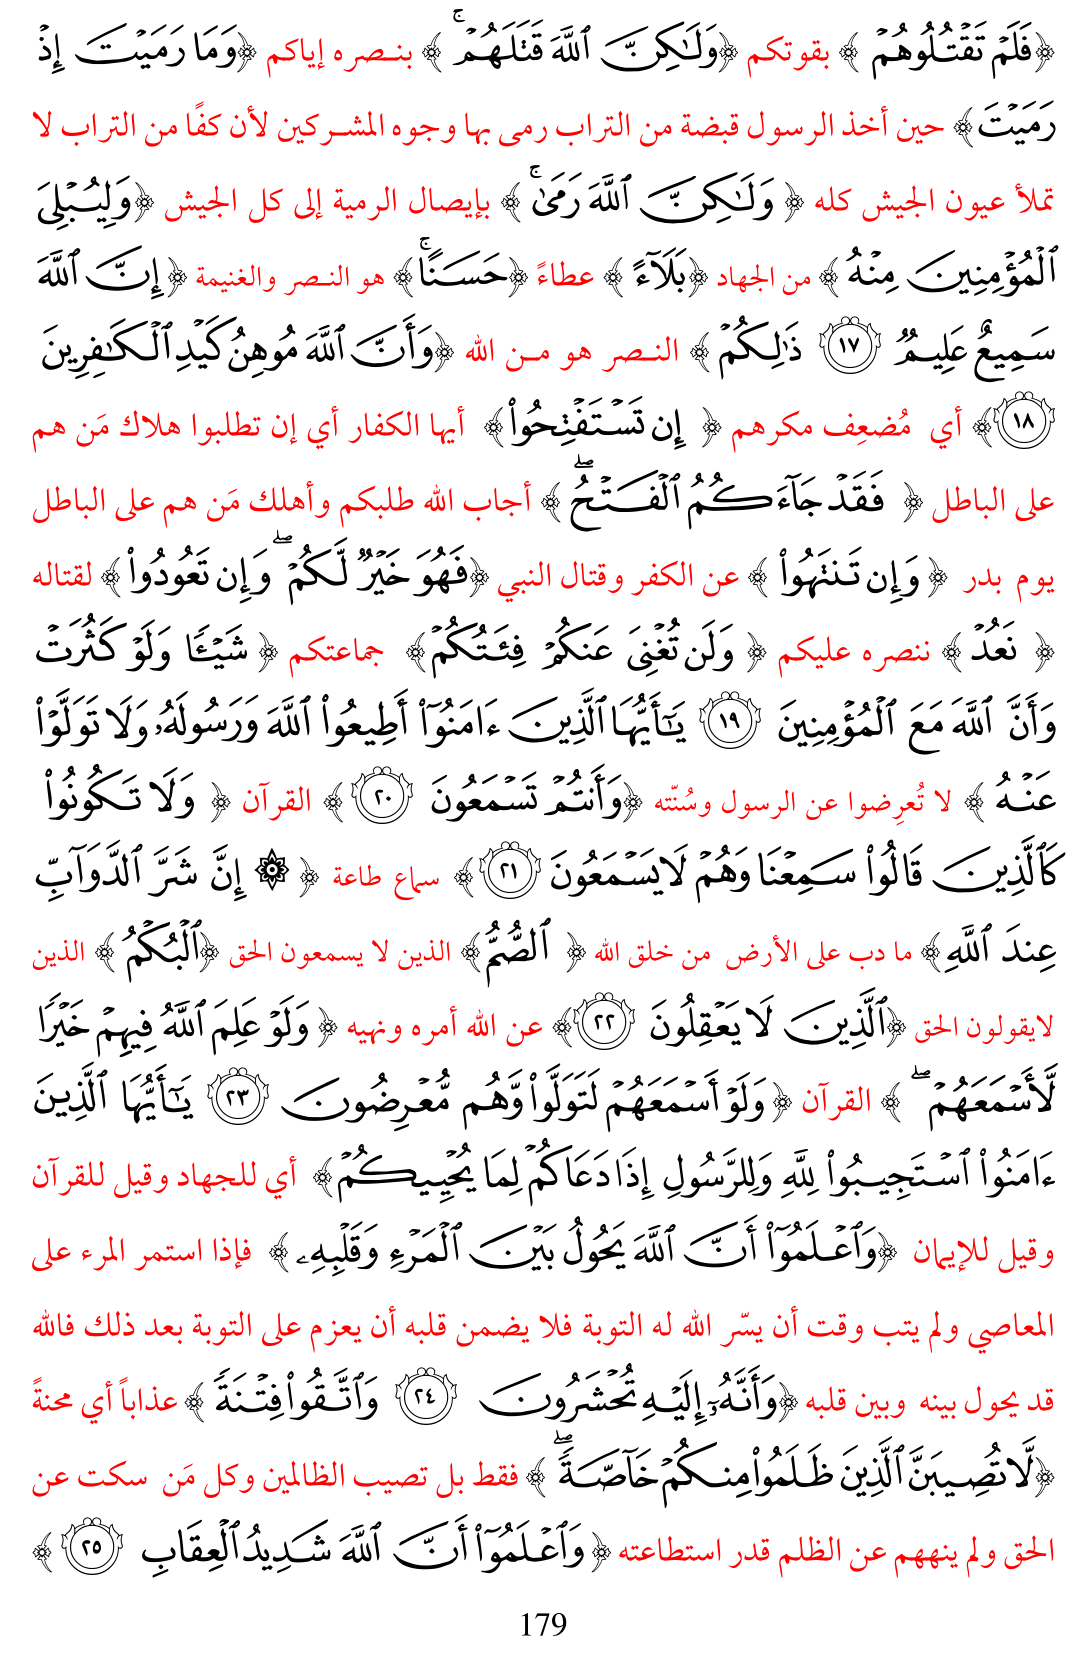 ﴿فَلَمۡ تَقۡتُلُوهُمۡ ﴾ بقوتكم ﴿وَلَٰكِنَّ ٱللَّهَ قَتَلَهُمۡۚ ﴾ بنصره إياكم ﴿وَمَا رَمَيۡتَ إِذۡ
رَمَيۡتَ﴾ حين أخذ الرسول قبضة من التراب رمى بها وجوه المشركين لأن كفًا من التراب لا
تملأ عيون الجيش كله ﴿ وَلَٰكِنَّ ٱللَّهَ رَمَىٰۚ ﴾ بإيصال الرمية إلى كل الجيش ﴿وَلِيُبۡلِيَ
ٱلۡمُؤۡمِنِينَ مِنۡهُ ﴾ من الجهاد ﴿بَلَآءً ﴾ عطاءً ﴿حَسَنًاۚ﴾ هو النصر والغنيمة ﴿إِنَّ ٱللَّهَ
سَمِيعٌ عَلِيمٞ ١٧ ذَٰلِكُمۡ ﴾ النصر هو من الله ﴿وَأَنَّ ٱللَّهَ مُوهِنُ كَيۡدِ ٱلۡكَٰفِرِينَ
١٨﴾ أي مُضعِف مكرهم ﴿ إِن تَسۡتَفۡتِحُواْ﴾ أيها الكفار أي إن تطلبوا هلاك مَن هم
على الباطل ﴿ فَقَدۡ جَآءَكُمُ ٱلۡفَتۡحُۖ ﴾ أجاب الله طلبكم وأهلك مَن هم على الباطل
يوم بدر ﴿ وَإِن تَنتَهُواْ ﴾ عن الكفر وقتال النبي ﴿فَهُوَ خَيۡرٞ لَّكُمۡۖ وَإِن تَعُودُواْ﴾ لقتاله
﴿ نَعُدۡ ﴾ ننصره عليكم ﴿ وَلَن تُغۡنِيَ عَنكُمۡ فِئَتُكُمۡ﴾ جماعتكم ﴿ شَيۡـٔٗا وَلَوۡ كَثُرَتۡ
وَأَنَّ ٱللَّهَ مَعَ ٱلۡمُؤۡمِنِينَ ١٩ يَٰٓأَيُّهَا ٱلَّذِينَ ءَامَنُوٓاْ أَطِيعُواْ ٱللَّهَ وَرَسُولَهُۥ وَلَا تَوَلَّوۡاْ
عَنۡهُ ﴾ لا تُعرِضوا عن الرسول وسُنّته ﴿وَأَنتُمۡ تَسۡمَعُونَ ٢٠ ﴾ القرآن ﴿ وَلَا تَكُونُواْ
كَٱلَّذِينَ قَالُواْ سَمِعۡنَا وَهُمۡ لَا يَسۡمَعُونَ ٢١﴾ سماع طاعة ﴿ ۞ إِنَّ شَرَّ ٱلدَّوَآبِّ
عِندَ ٱللَّهِ﴾ ما دب على الأرض من خلق الله ﴿ ٱلصُّمُّ﴾ الذين لا يسمعون الحق ﴿ٱلۡبُكۡمُ﴾ الذين
لايقولون الحق ﴿ٱلَّذِينَ لَا يَعۡقِلُونَ ٢٢﴾ عن الله أمره ونهيه ﴿ وَلَوۡ عَلِمَ ٱللَّهُ فِيهِمۡ خَيۡرٗا
لَّأَسۡمَعَهُمۡۖ ﴾ القرآن ﴿ وَلَوۡ أَسۡمَعَهُمۡ لَتَوَلَّواْ وَّهُم مُّعۡرِضُونَ ٢٣ يَٰٓأَيُّهَا ٱلَّذِينَ
ءَامَنُواْ ٱسۡتَجِيبُواْ لِلَّهِ وَلِلرَّسُولِ إِذَا دَعَاكُمۡ لِمَا يُحۡيِيكُمۡ﴾ أي للجهاد وقيل للقرآن
وقيل للإيمان ﴿وَٱعۡلَمُوٓاْ أَنَّ ٱللَّهَ يَحُولُ بَيۡنَ ٱلۡمَرۡءِ وَقَلۡبِهِۦ﴾ فإذا استمر المرء على
المعاصي ولم يتب وقت أن يسّر الله له التوبة فلا يضمن قلبه أن يعزم على التوبة بعد ذلك فالله
قد يحول بينه وبين قلبه ﴿وَأَنَّهُۥٓ إِلَيۡهِ تُحۡشَرُونَ ٢٤ وَٱتَّقُواْ فِتۡنَةٗ ﴾ عذاباً أي محنةً
﴿لَّا تُصِيبَنَّ ٱلَّذِينَ ظَلَمُواْ مِنكُمۡ خَآصَّةٗۖ ﴾ فقط بل تصيب الظالمين وكل مَن سكت عن
الحق ولم ينههم عن الظلم قدر استطاعته ﴿ وَٱعۡلَمُوٓاْ أَنَّ ٱللَّهَ شَدِيدُ ٱلۡعِقَابِ ٢٥ ﴾
179